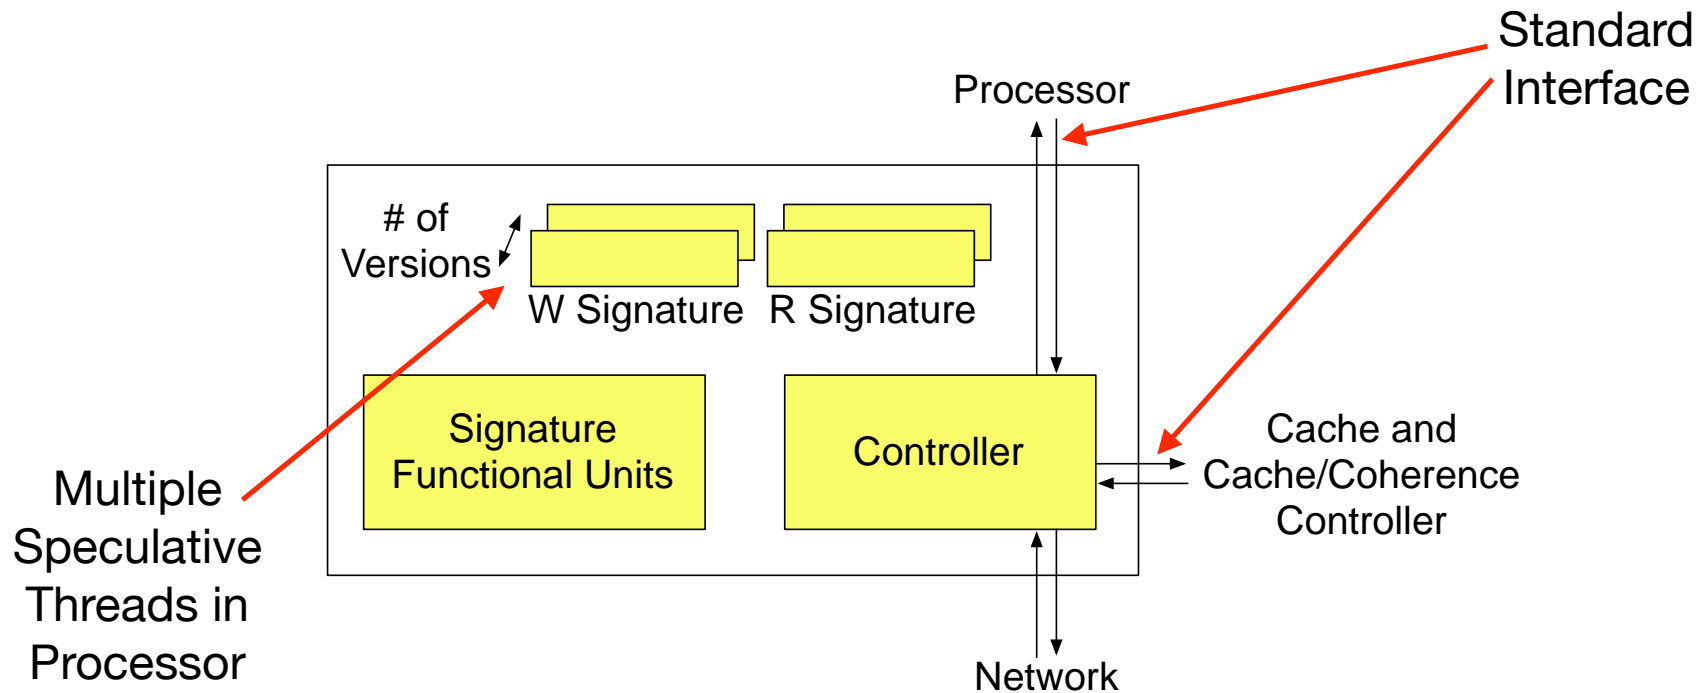 Standard
Interface
Processor
# of
Versions
W Signature
R Signature
Signature
Functional Units
Controller
Cache and
Cache/Coherence
Controller
Multiple
Speculative
Threads in
Processor
Network